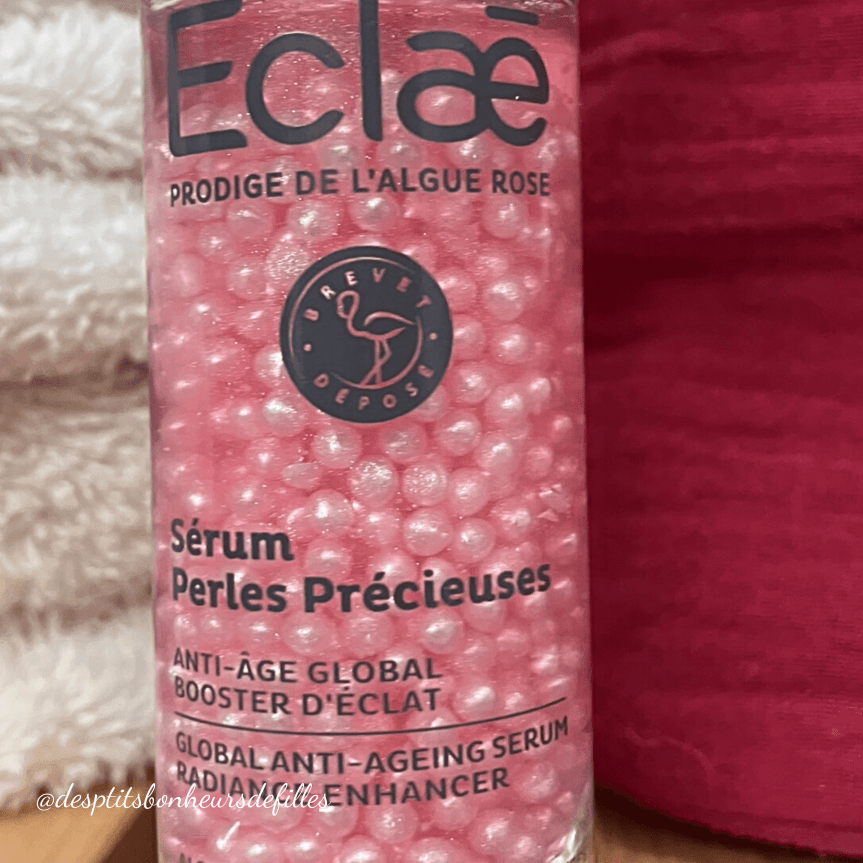 Eclaē
PRODIGE DE L'ALGUE ROSE
BREVET
DÉPOSÉ
Sérum
Perles Précieuses
ANTI-ÂGE GLOBAL
BOOSTER D'ÉCLAT
GLOBAL ANTI-AGEING SERUM
RADIANCE ENHANCER
@desptitsbonheursdefilles